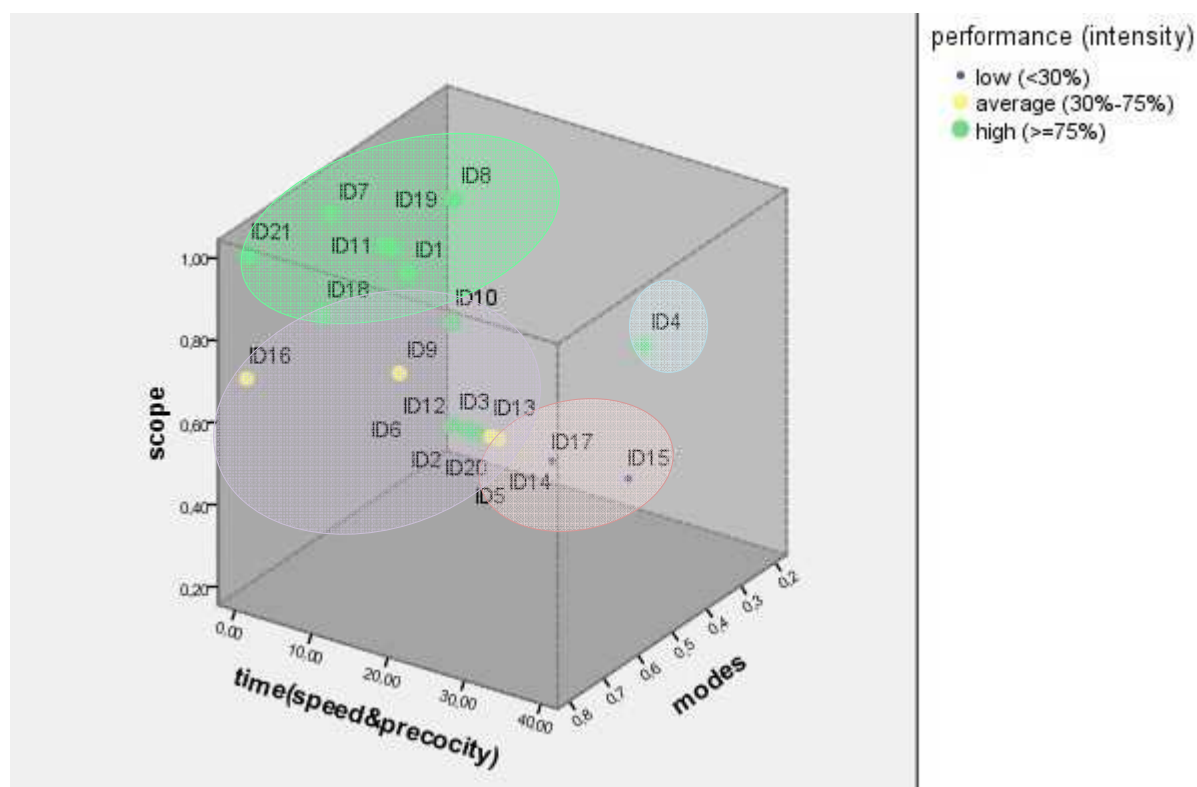 performance (intensity)
low (<30%)
average (30%-75%)
high (>=75%)
ID8
ID7
ID19
ID21
ID11
ID1
1,00
ID18
ID10
ID4
0,80
ID16
ID9
ID12
ID3
ID13
0,60
ID6
ID17
ID2
ID20
ID15
ID14
ID5
0,40
0,20
scope
0,00
10,00
20,00
30,00
40,00
time(speed&precocity)
0,8
0,7
0,6
0,5
0,4
0,3
0,2
modes